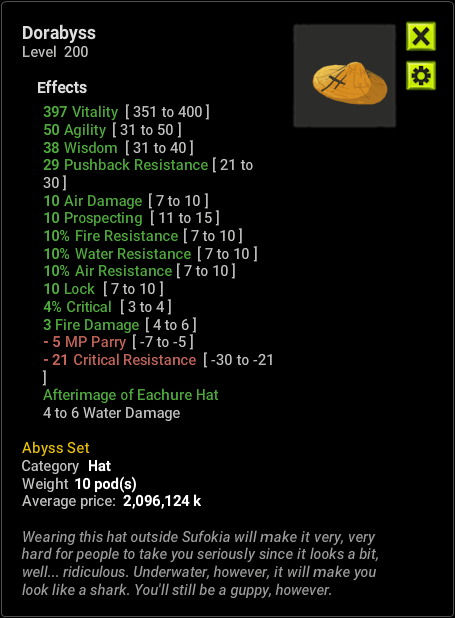 Dorabyss
Level 200
Effects
397 Vitality [ 351 to 400 ]
50 Agility [ 31 to 50 ]
38 Wisdom [ 31 to 40 ]
29 Pushback Resistance [ 21 to
30 ]
10 Air Damage [ 7 to 10 ]
10 Prospecting [ 11 to 15 ]
10% Fire Resistance [ 7 to 10 ]
10% Water Resistance [ 7 to 10 ]
10% Air Resistance [ 7 to 10 ]
10 Lock [ 7 to 10 ]
4% Critical [ 3 to 4 ]
3 Fire Damage [ 4 to 6 ]
- 5 MP Parry [ -7 to -5 ]
- 21 Critical Resistance [ -30 to -21
]
Afterimage of Eachure Hat
4 to 6 Water Damage
Abyss Set
Category Hat
Weight 10 pod(s)
Average price: 2,096,124 k
Wearing this hat outside Sufokia will make it very, very
hard for people to take you seriously since it looks a bit,
well... ridiculous. Underwater, however, it will make you
look like a shark. You'll still be a guppy, however.